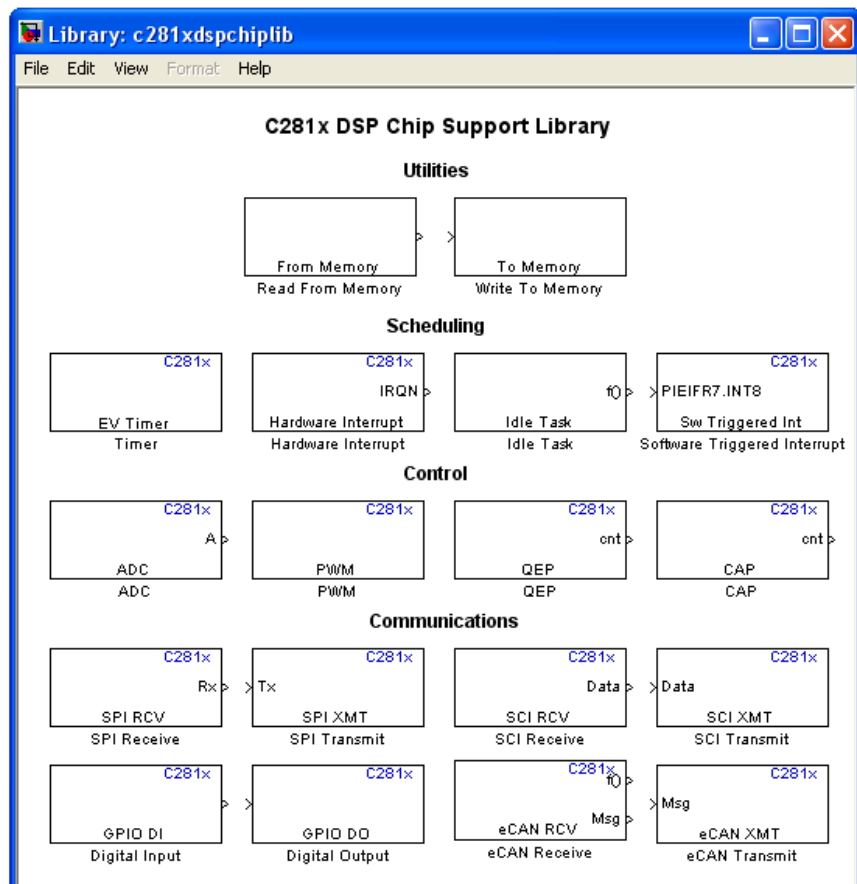 Library: c281xdspchiplib
File Edit View Format Help
C281x DSP Chip Support Library
Utilities
From Memory To Memory
Read From Memory Write To Memory
Scheduling
C281x C281x C281x
IRQN f() PIEIFR7.INT8
EV Timer Hardware Interrupt Idle Task Sw Triggered Int
Timer Hardware Interrupt Idle Task Software Triggered Interrupt
Control
C281x C281x C281x C281x
A cnt cnt
ADC PWM QEP CAP
ADC PWM QEP CAP
Communications
C281x C281x C281x C281x
Rx Tx Data Data
SPI RCV SPI XMT SCI RCV SCI XMT
SPI Receive SPI Transmit SCI Receive SCI Transmit
C281x C281x C281x C281x
f()
Msg Msg
GPIO DI GPIO DO eCAN RCV eCAN XMT
Digital Input Digital Output eCAN Receive eCAN Transmit